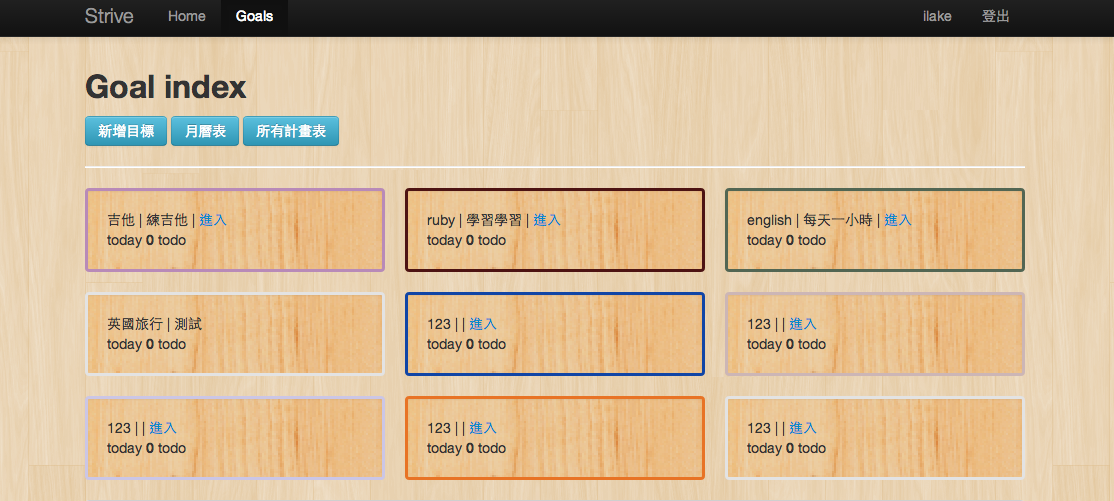 Strive Home Goals ilake 登出
Goal index
新增目標 月曆表 所有計畫表
吉他 | 練吉他 | 進入
today 0 todo
ruby | 學習學習 | 進入
today 0 todo
english | 每天一小時 | 進入
today 0 todo
英國旅行 | 測試
today 0 todo
123 | | 進入
today 0 todo
123 | | 進入
today 0 todo
123 | | 進入
today 0 todo
123 | | 進入
today 0 todo
123 | | 進入
today 0 todo